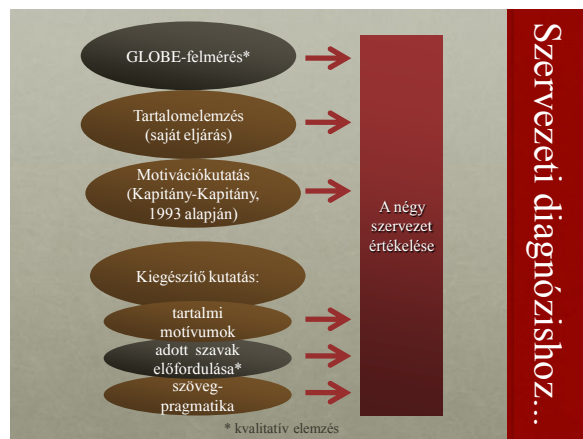 Szervezeti diagnózishoz...
GLOBE-felmérés*
Tartalomelemzés
(saját eljárás)
Motivációkutatás
(Kapitány-Kapitány,
1993 alapján)
Kiegészítő kutatás:
tartalmi
motívumok
adott szavak
előfordulása*
szöveg-
pragmatika
A négy
szervezet
értékelése
* kvalitatív elemzés